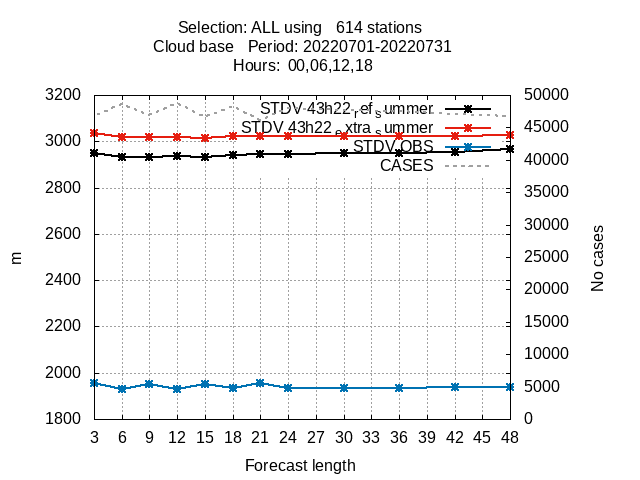 Selection: ALL using   614 stations
Cloud base   Period: 20220701-20220731
Hours:  00,06,12,18
3200
3000
2800
2600
2400
2200
2000
1800
m
50000
45000
40000
35000
30000
25000
20000
15000
10000
5000
0
No cases
STDV 43h22refsummer
STDV 43h22extrasummer
STDV OBS
CASES
3 6 9 12 15 18 21 24 27 30 33 36 39 42 45 48
Forecast length